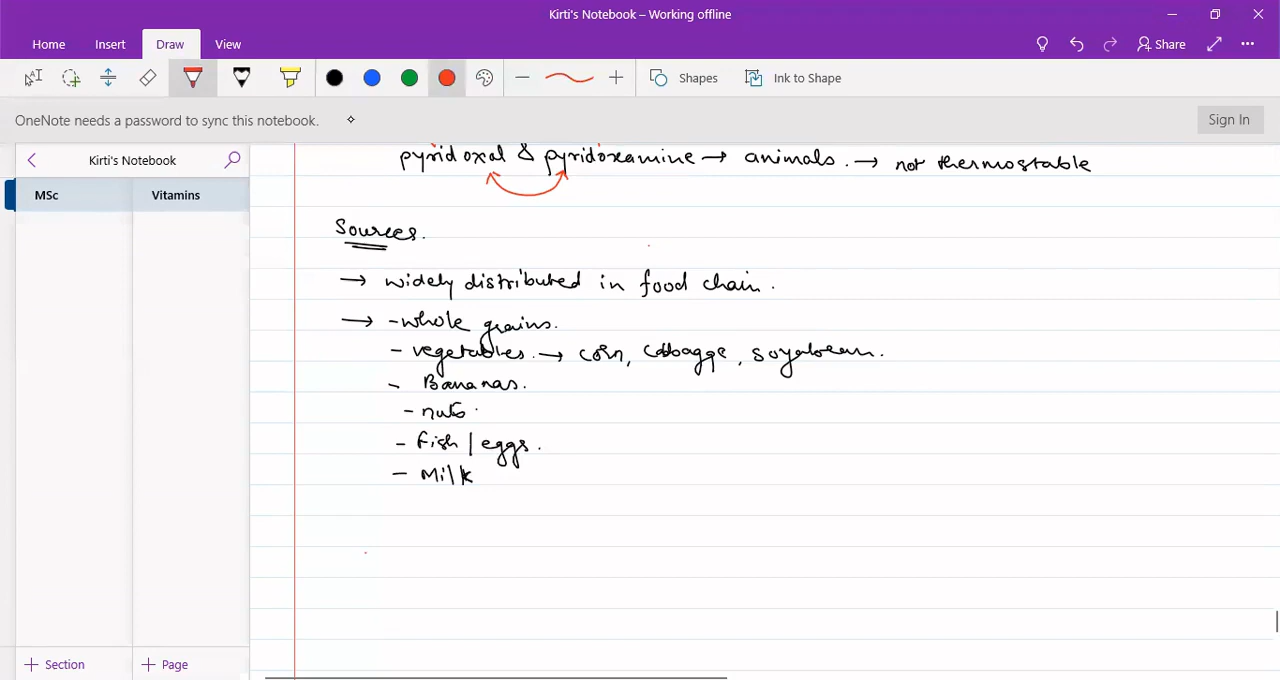 Kirti's Notebook – Working offline
Home Insert Draw View Share
Shapes Ink to Shape
OneNote needs a password to sync this notebook. Sign In
Kirti's Notebook
MSc Vitamins
pyridoxal & pyridoxamine → animals. → not thermostable
Sources.
→ widely distributed in food chain.
→ - whole grains.
- vegetables. → corn, cabbage, soyabean.
- Bananas.
- nuts.
- fish / eggs.
- Milk
+ Section + Page